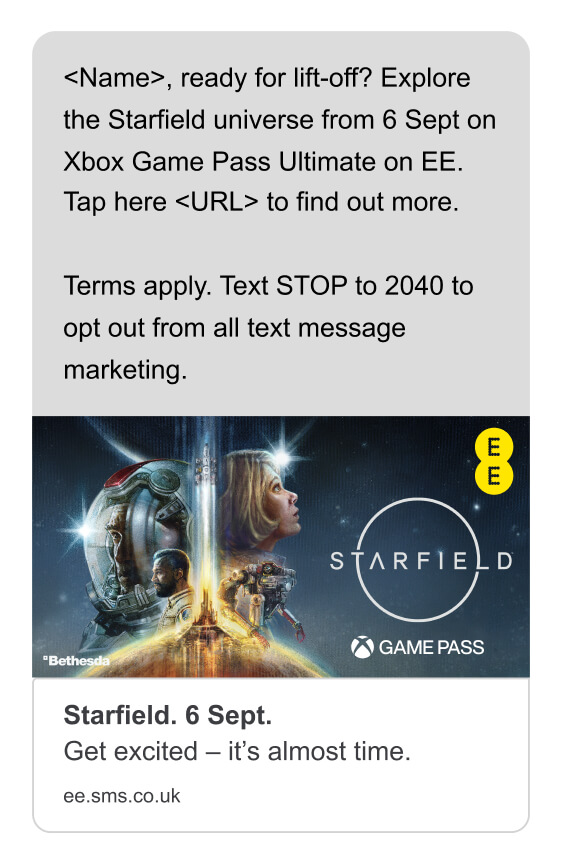 <Name>, ready for lift-off? Explore
the Starfield universe from 6 Sept on
Xbox Game Pass Ultimate on EE.
Tap here <URL> to find out more.
Terms apply. Text STOP to 2040 to
opt out from all text message
marketing.
E
E
STARFIELD
GAME PASS
Bethesda
Starfield. 6 Sept.
Get excited – it’s almost time.
ee.sms.co.uk